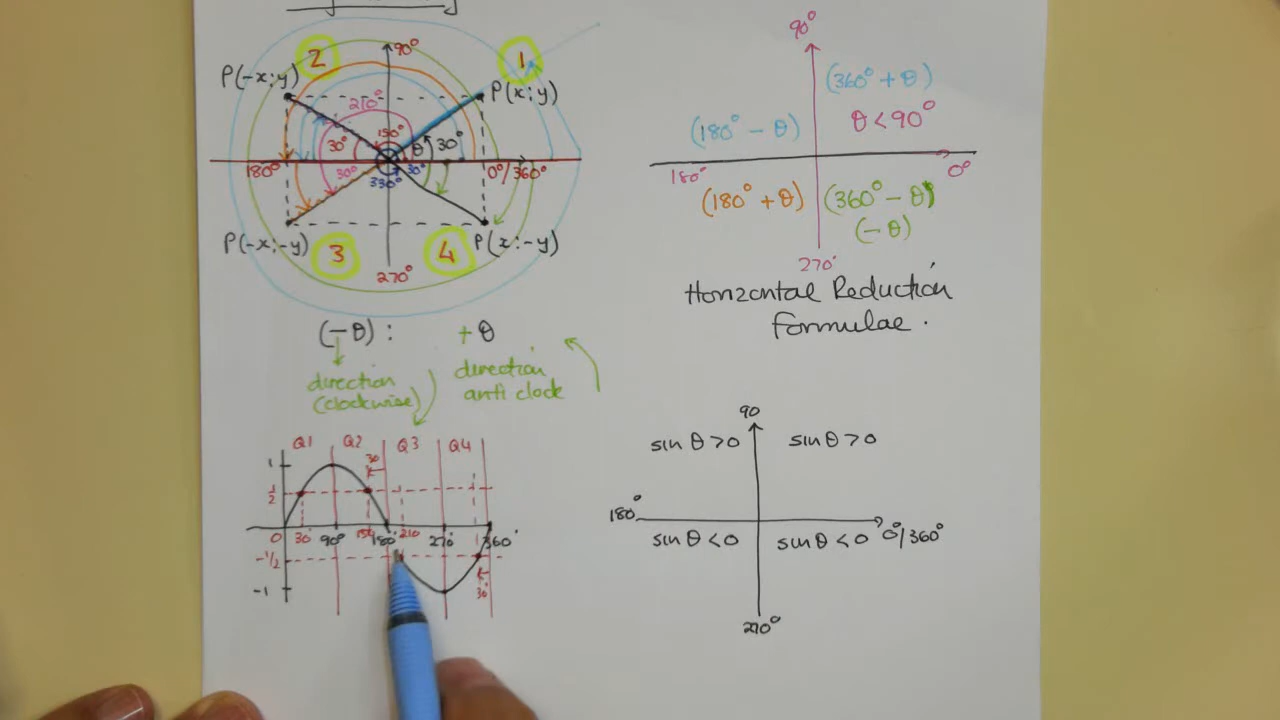 90°
2
1
P(-x;y)
P(x;y)
210°
150°
30°
θ
30°
180°
30°
330°
30°
0°/360°
P(-x;-y)
3
4
P(x;-y)
270°
(-θ): +θ
direction
(clockwise)
direction
anti clock
Q1 Q2 Q3 Q4
30
1
1/2
0 30° 90° 150 180° 210 270° 360°
-1/2
-1
30°
90°
(360° + θ)
(180° - θ)
θ < 90°
180°
0°
(180° + θ)
(360° - θ)
(-θ)
270°
Horizontal Reduction
formulae.
90
sin θ > 0
sin θ > 0
180°
0°/360°
sin θ < 0
sin θ < 0
270°